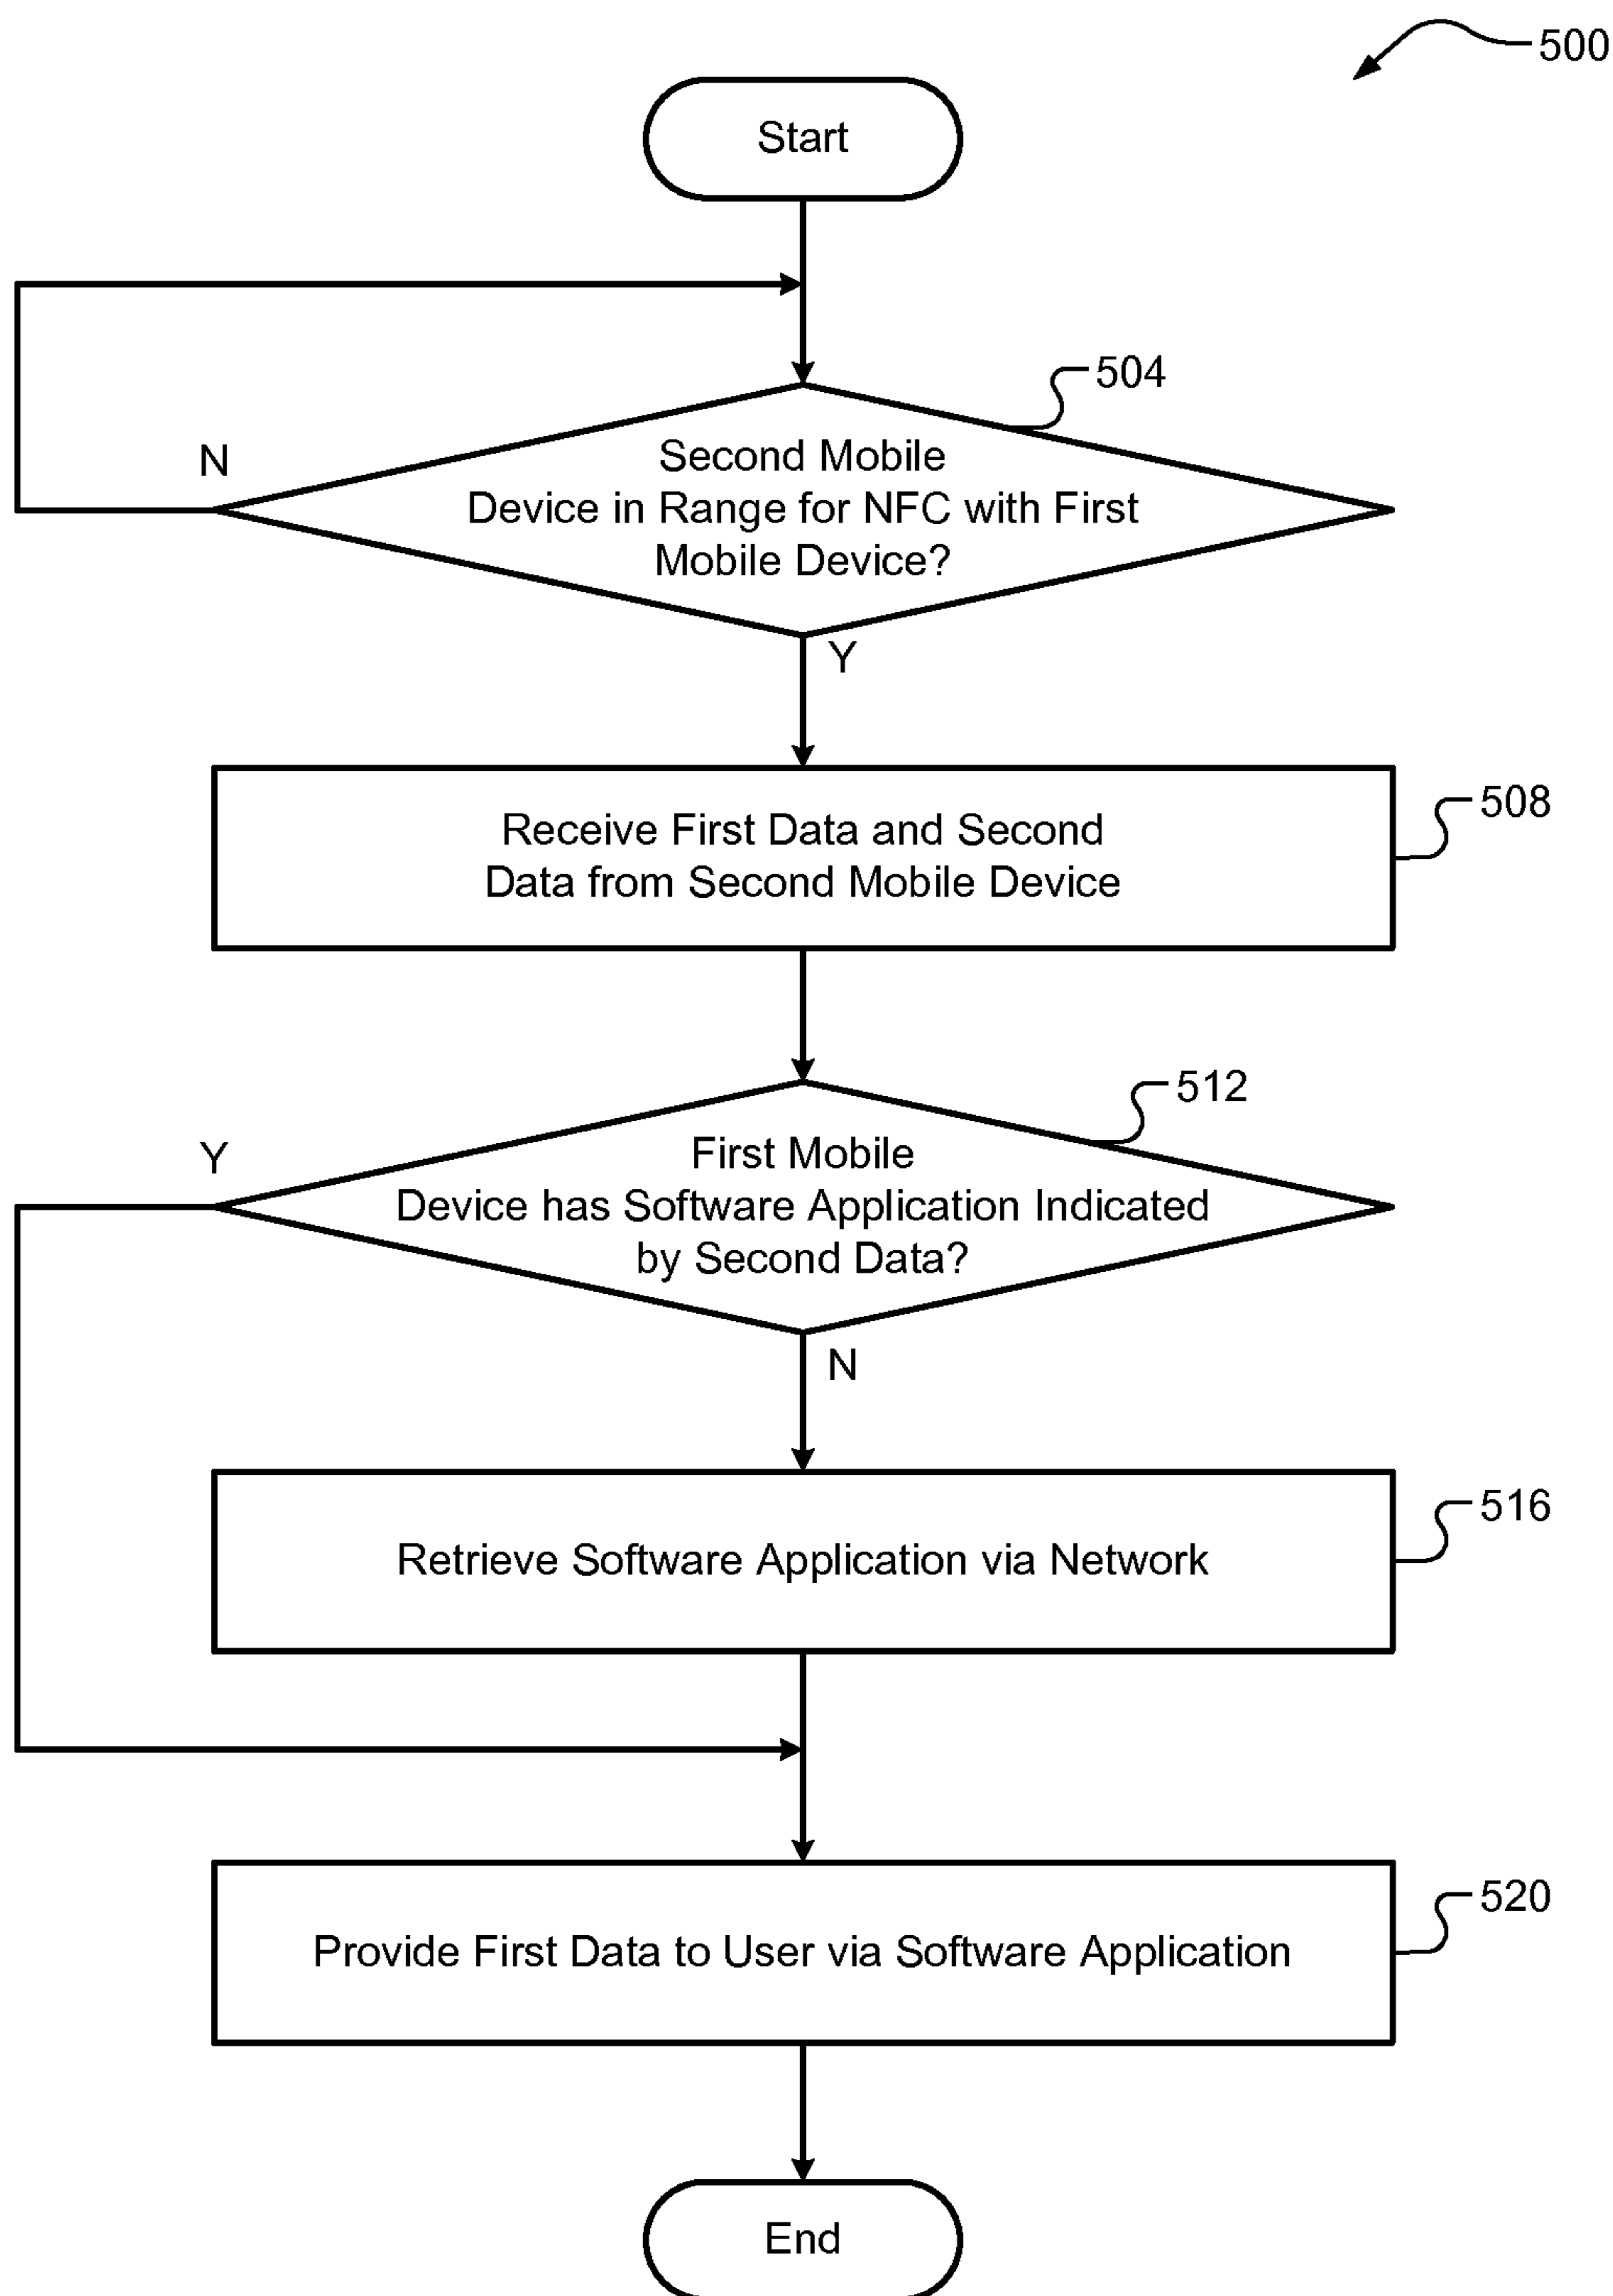 500
Start
504
Second Mobile
Device in Range for NFC with First
Mobile Device?
N
Y
Receive First Data and Second
Data from Second Mobile Device
508
512
First Mobile
Device has Software Application Indicated
by Second Data?
Y
N
Retrieve Software Application via Network
516
Provide First Data to User via Software Application
520
End